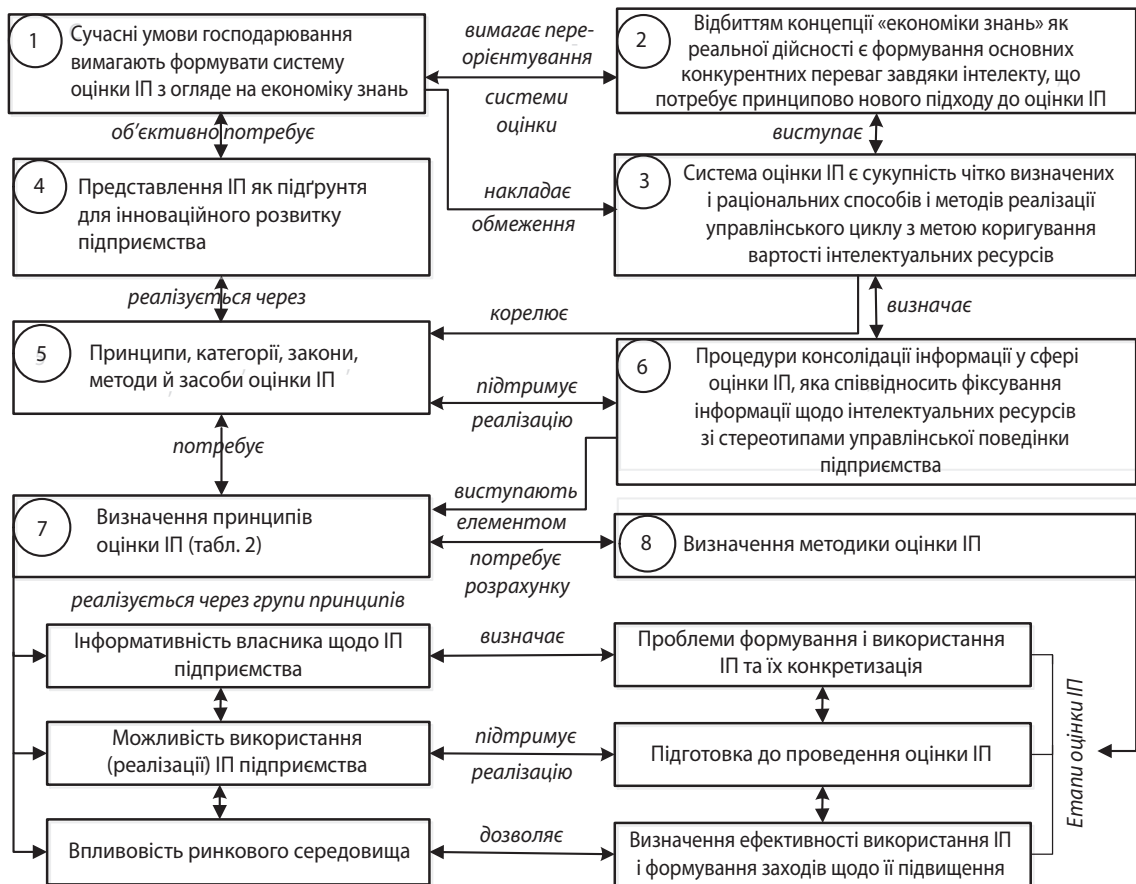 1
Сучасні умови господарювання
вимагають формувати систему
оцінки ІП з огляде на економіку знань
вимагає пере-
орієнтування
системи
оцінки
2
Відбиттям концепції «економіки знань» як
реальної дійсності є формування основних
конкурентних переваг завдяки інтелекту, що
потребує принципово нового підходу до оцінки ІП
об'єктивно потребує
виступає
4
Представлення ІП як підґрунтя
для інноваційного розвитку
підприємства
накладає
обмеження
3
Система оцінки ІП є сукупність чітко визначених
і раціональних способів і методів реалізації
управлінського циклу з метою коригування
вартості інтелектуальних ресурсів
реалізується через
корелює
визначає
5
Принципи, категорії, закони,
методи й засоби оцінки ІП
підтримує
реалізацію
6
Процедури консолідації інформації у сфері
оцінки ІП, яка співвідносить фіксування
інформації щодо інтелектуальних ресурсів
зі стереотипами управлінської поведінки
підприємства
потребує
виступають
елементом
7
Визначення принципів
оцінки ІП (табл. 2)
потребує
розрахунку
8
Визначення методики оцінки ІП
реалізується через групи принципів
Інформативність власника щодо ІП
підприємства
визначає
Проблеми формування і використання
ІП та їх конкретизація
Можливість використання
(реалізації) ІП підприємства
підтримує
реалізацію
Підготовка до проведення оцінки ІП
Впливовість ринкового середовища
дозволяє
Визначення ефективності використання ІП
і формування заходів щодо її підвищення
Етапи оцінки ІП